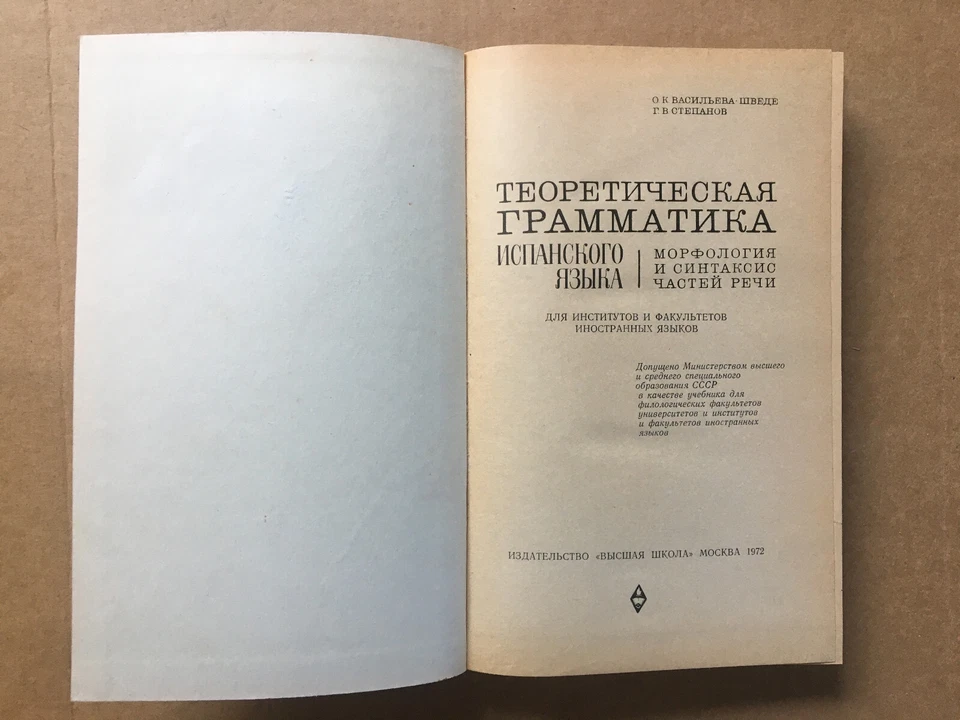 О. К. ВАСИЛЬЕВА-ШВЕДЕ
Г. В. СТЕПАНОВ
ТЕОРЕТИЧЕСКАЯ
ГРАММАТИКА
ИСПАНСКОГО
ЯЗЫКА
МОРФОЛОГИЯ
И СИНТАКСИС
ЧАСТЕЙ РЕЧИ
ДЛЯ ИНСТИТУТОВ И ФАКУЛЬТЕТОВ
ИНОСТРАННЫХ ЯЗЫКОВ
Допущено Министерством высшего
и среднего специального
образования СССР
в качестве учебника для
филологических факультетов
университетов и институтов
и факультетов иностранных
языков
ИЗДАТЕЛЬСТВО «ВЫСШАЯ ШКОЛА» МОСКВА 1972